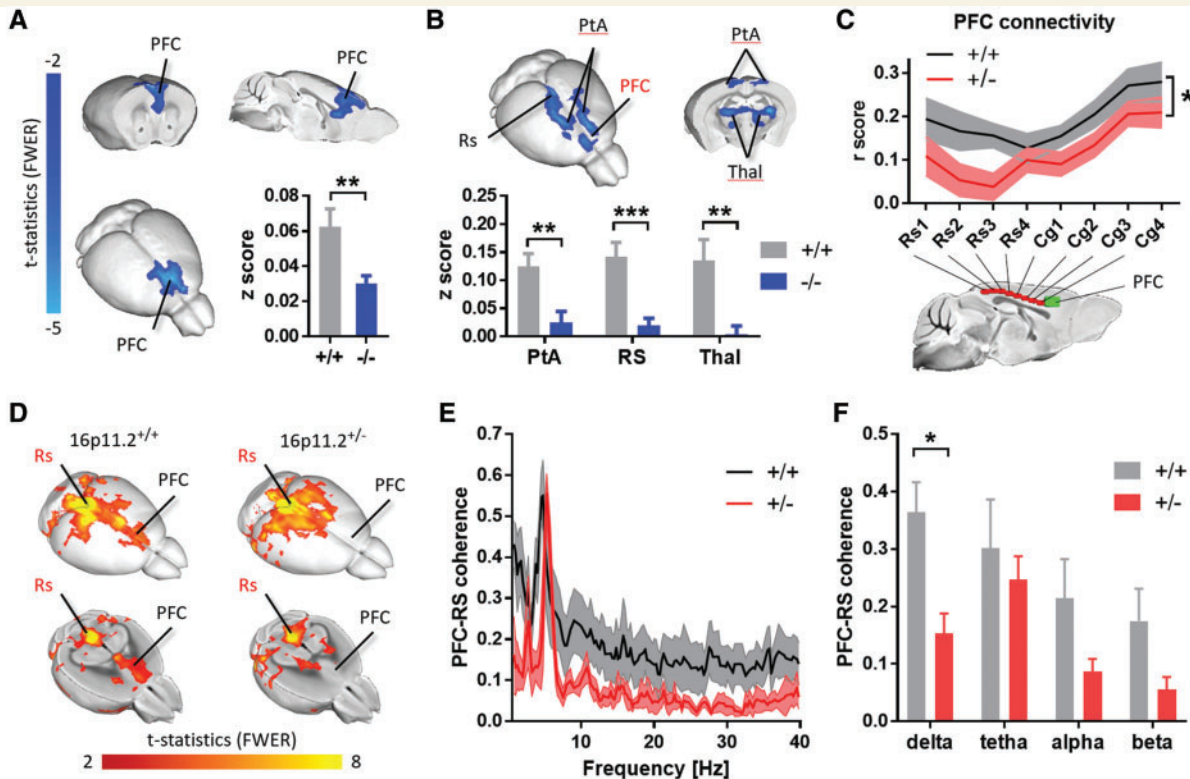 A
-2
t-statistics (FWER)
-5
PFC
PFC
PFC
**
z score
0.08
0.06
0.04
0.02
0.00
+/+ -/-
B
PtA
PFC
Rs
PtA
Thal
z score
0.25
0.20
0.15
0.10
0.05
0.00
** *** **
+/+
-/-
PtA RS Thal
C
PFC connectivity
+/+
+/-
r score
0.3
0.2
0.1
0.0
*
Rs1 Rs2 Rs3 Rs4 Cg1 Cg2 Cg3 Cg4
PFC
D
16p11.2+/+ 16p11.2+/-
Rs PFC
Rs PFC
Rs PFC
Rs PFC
t-statistics (FWER)
2 8
E
PFC-RS coherence
0.7
0.6
0.5
0.4
0.3
0.2
0.1
0.0
+/+
+/-
10 20 30 40
Frequency [Hz]
F
PFC-RS coherence
0.5
0.4
0.3
0.2
0.1
0.0
*
+/+
+/-
delta tetha alpha beta